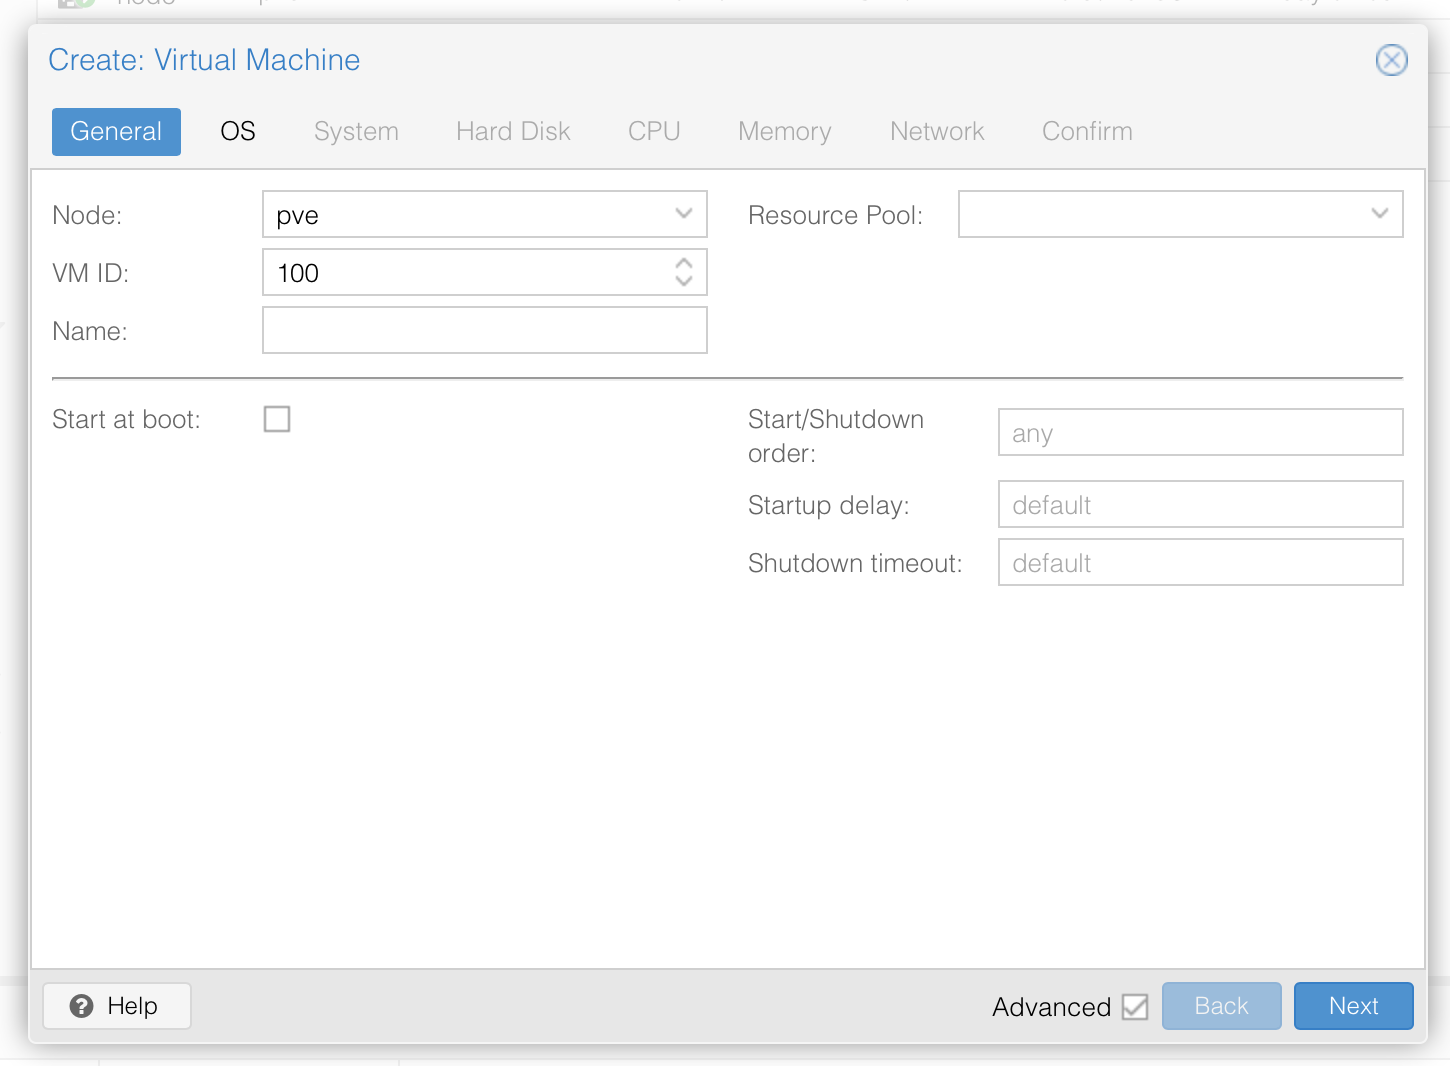 Create: Virtual Machine
General OS System Hard Disk CPU Memory Network Confirm
Node: pve Resource Pool:
VM ID: 100
Name:
Start at boot: Start/Shutdown order: any
Startup delay: default
Shutdown timeout: default
Help Advanced Back Next